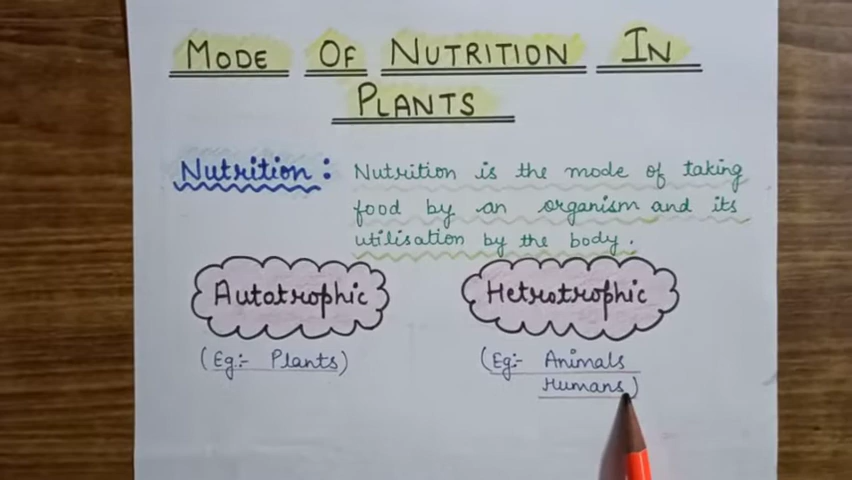 MODE OF NUTRITION IN
PLANTS
Nutrition: Nutrition is the mode of taking
food by an organism and its
utilisation by the body.
Autotrophic Hetrotrophic
(Eg:- Plants) (Eg:- Animals
Humans)